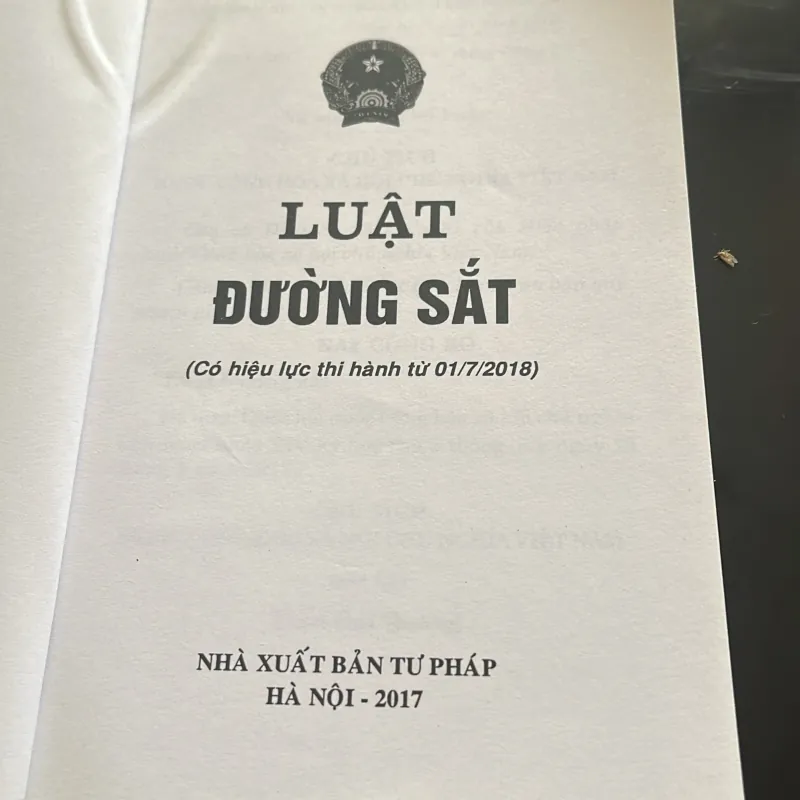 LUẬT
ĐƯỜNG SẮT
(Có hiệu lực thi hành từ 01/7/2018)
NHÀ XUẤT BẢN TƯ PHÁP
HÀ NỘI - 2017